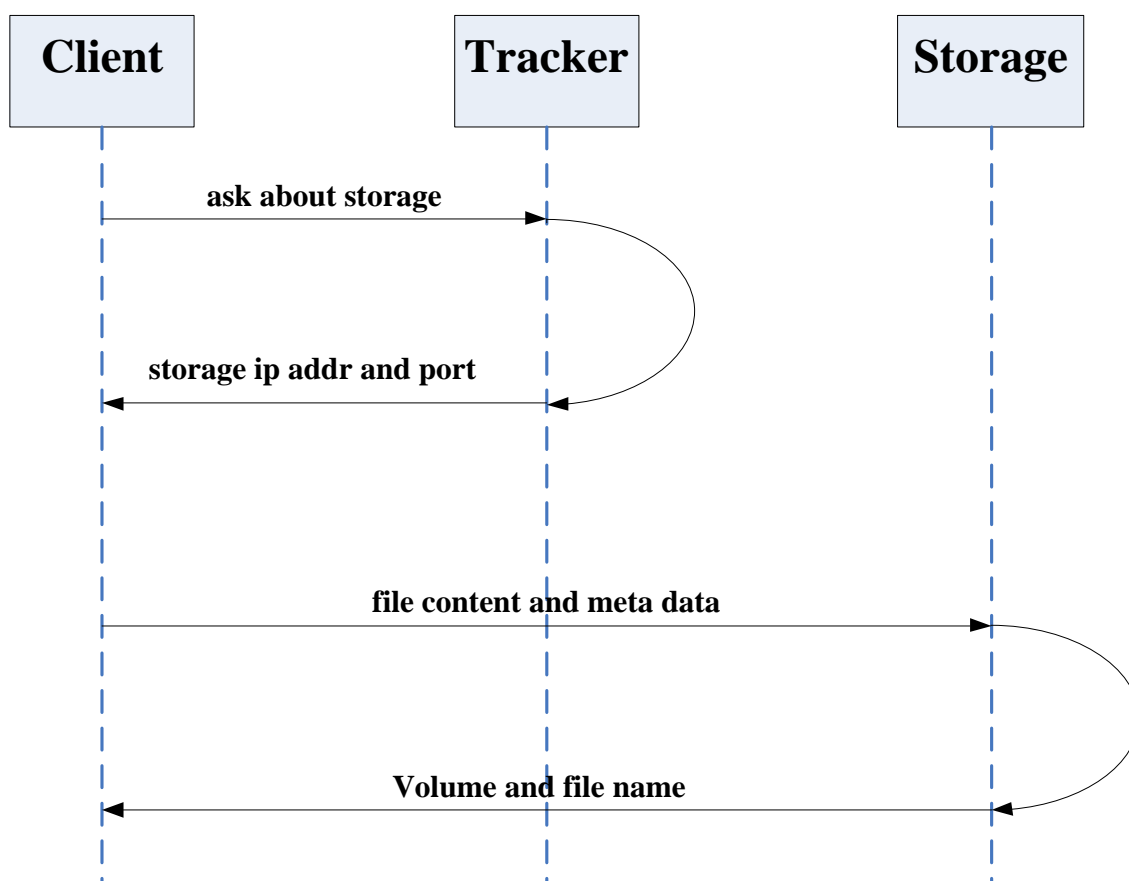 Client
Tracker
Storage
ask about storage
storage ip addr and port
file content and meta data
Volume and file name